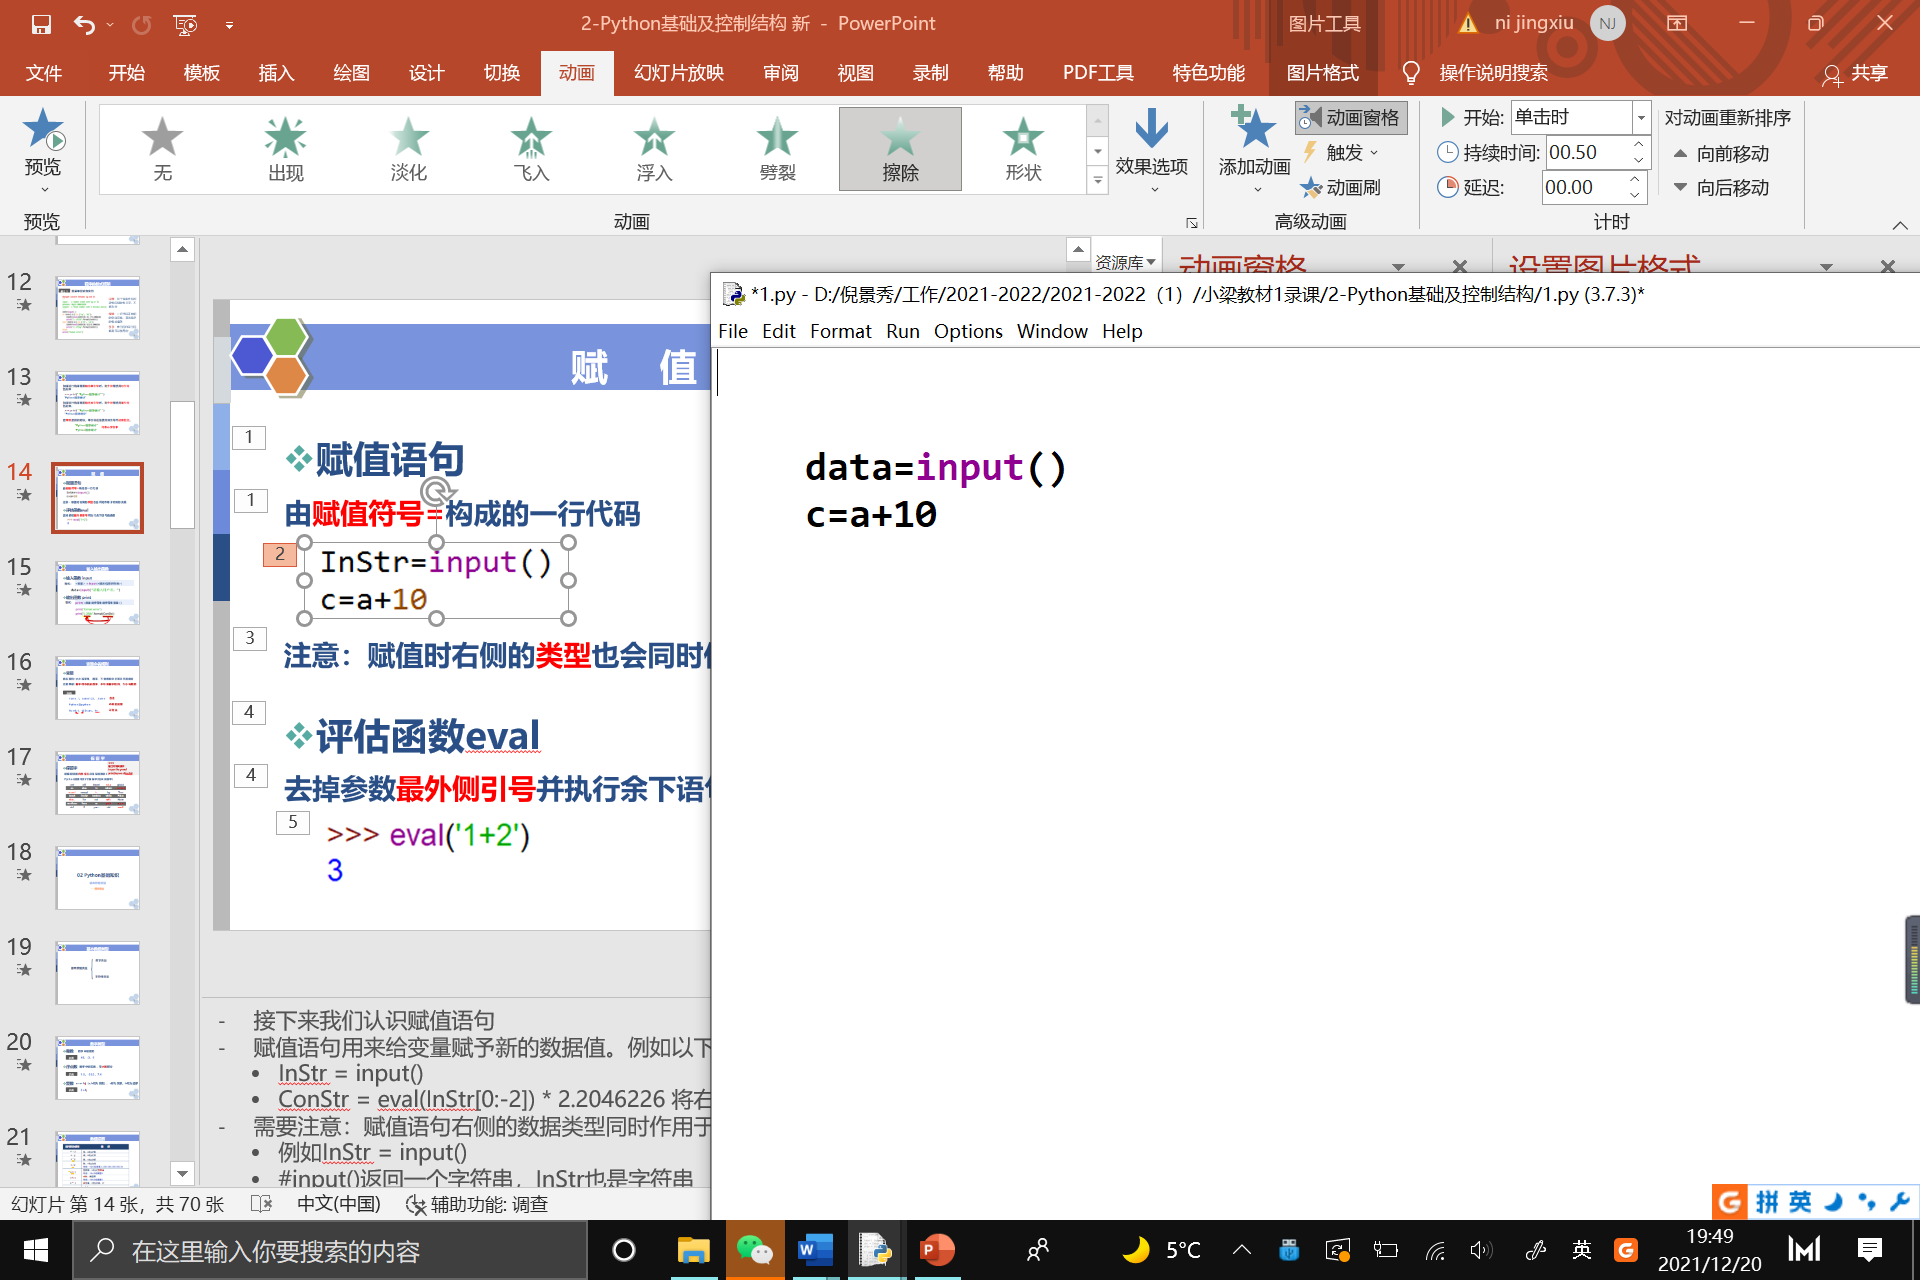 2-Python基础及控制结构 新 - PowerPoint
图片工具
ni jingxiu
NJ
文件 开始 模板 插入 绘图 设计 切换 动画 幻灯片放映 审阅 视图 录制 帮助 PDF工具 特色功能 图片格式 操作说明搜索 共享
预览
无 出现 淡化 飞入 浮入 劈裂 擦除 形状
效果选项
添加动画
动画窗格
触发
动画刷
开始: 单击时
持续时间: 00.50
延迟: 00.00
对动画重新排序
向前移动
向后移动
预览 动画 高级动画 计时
资源库
动画窗格
设置图片格式
12
13
14
15
16
17
18
19
20
21
赋 值
1
赋值语句
1
由赋值符号=构成的一行代码
2
InStr=input()
c=a+10
3
注意：赋值时右侧的类型也会同时
4
评估函数eval
4
去掉参数最外侧引号并执行余下语
5
>>> eval('1+2')
3
*1.py - D:/倪景秀/工作/2021-2022/2021-2022（1）/小梁教材1录课/2-Python基础及控制结构/1.py (3.7.3)*
File Edit Format Run Options Window Help
data=input()
c=a+10
- 接下来我们认识赋值语句
- 赋值语句用来给变量赋予新的数据值。例如以下
• InStr = input()
• ConStr = eval(InStr[0:-2]) * 2.2046226 将右
- 需要注意：赋值语句右侧的数据类型同时作用于
• 例如InStr = input()
• #input()返回一个字符串，InStr也是字符串
幻灯片 第 14 张，共 70 张 中文(中国) 辅助功能: 调查
拼 英
在这里输入你要搜索的内容
5°C
英
19:49
2021/12/20